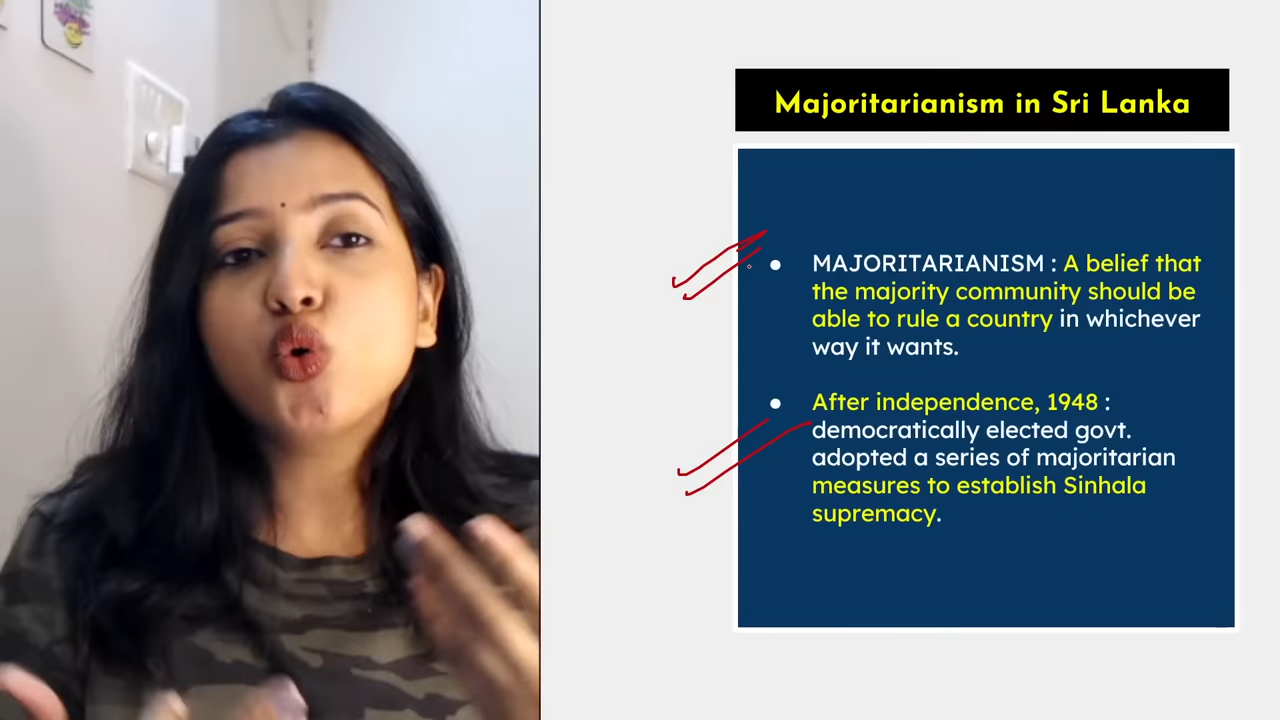 Majoritarianism in Sri Lanka
● MAJORITARIANISM : A belief that
the majority community should be
able to rule a country in whichever
way it wants.
● After independence, 1948 :
democratically elected govt.
adopted a series of majoritarian
measures to establish Sinhala
supremacy.